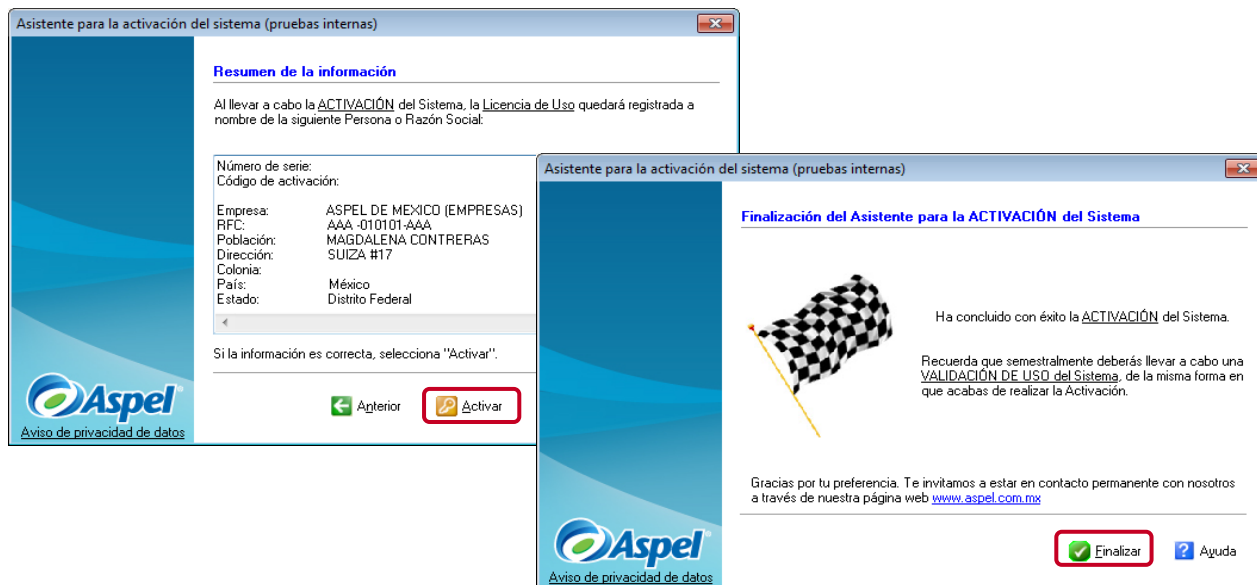 Asistente para la activación del sistema (pruebas internas)
Resumen de la información
Al llevar a cabo la ACTIVACIÓN del Sistema, la Licencia de Uso quedará registrada a
nombre de la siguiente Persona o Razón Social:
Número de serie:
Código de activación:
Empresa: ASPEL DE MEXICO (EMPRESAS)
RFC: AAA -010101-AAA
Población: MAGDALENA CONTRERAS
Dirección: SUIZA #17
Colonia:
País: México
Estado: Distrito Federal
Si la información es correcta, selecciona "Activar".
Anterior Activar
Aspel
Aviso de privacidad de datos
Asistente para la activación del sistema (pruebas internas)
Finalización del Asistente para la ACTIVACIÓN del Sistema
Ha concluido con éxito la ACTIVACIÓN del Sistema.
Recuerda que semestralmente deberás llevar a cabo una
VALIDACIÓN DE USO del Sistema, de la misma forma en
que acabas de realizar la Activación.
Gracias por tu preferencia. Te invitamos a estar en contacto permanente con nosotros
a través de nuestra página web www.aspel.com.mx
Finalizar Ayuda
Aspel
Aviso de privacidad de datos